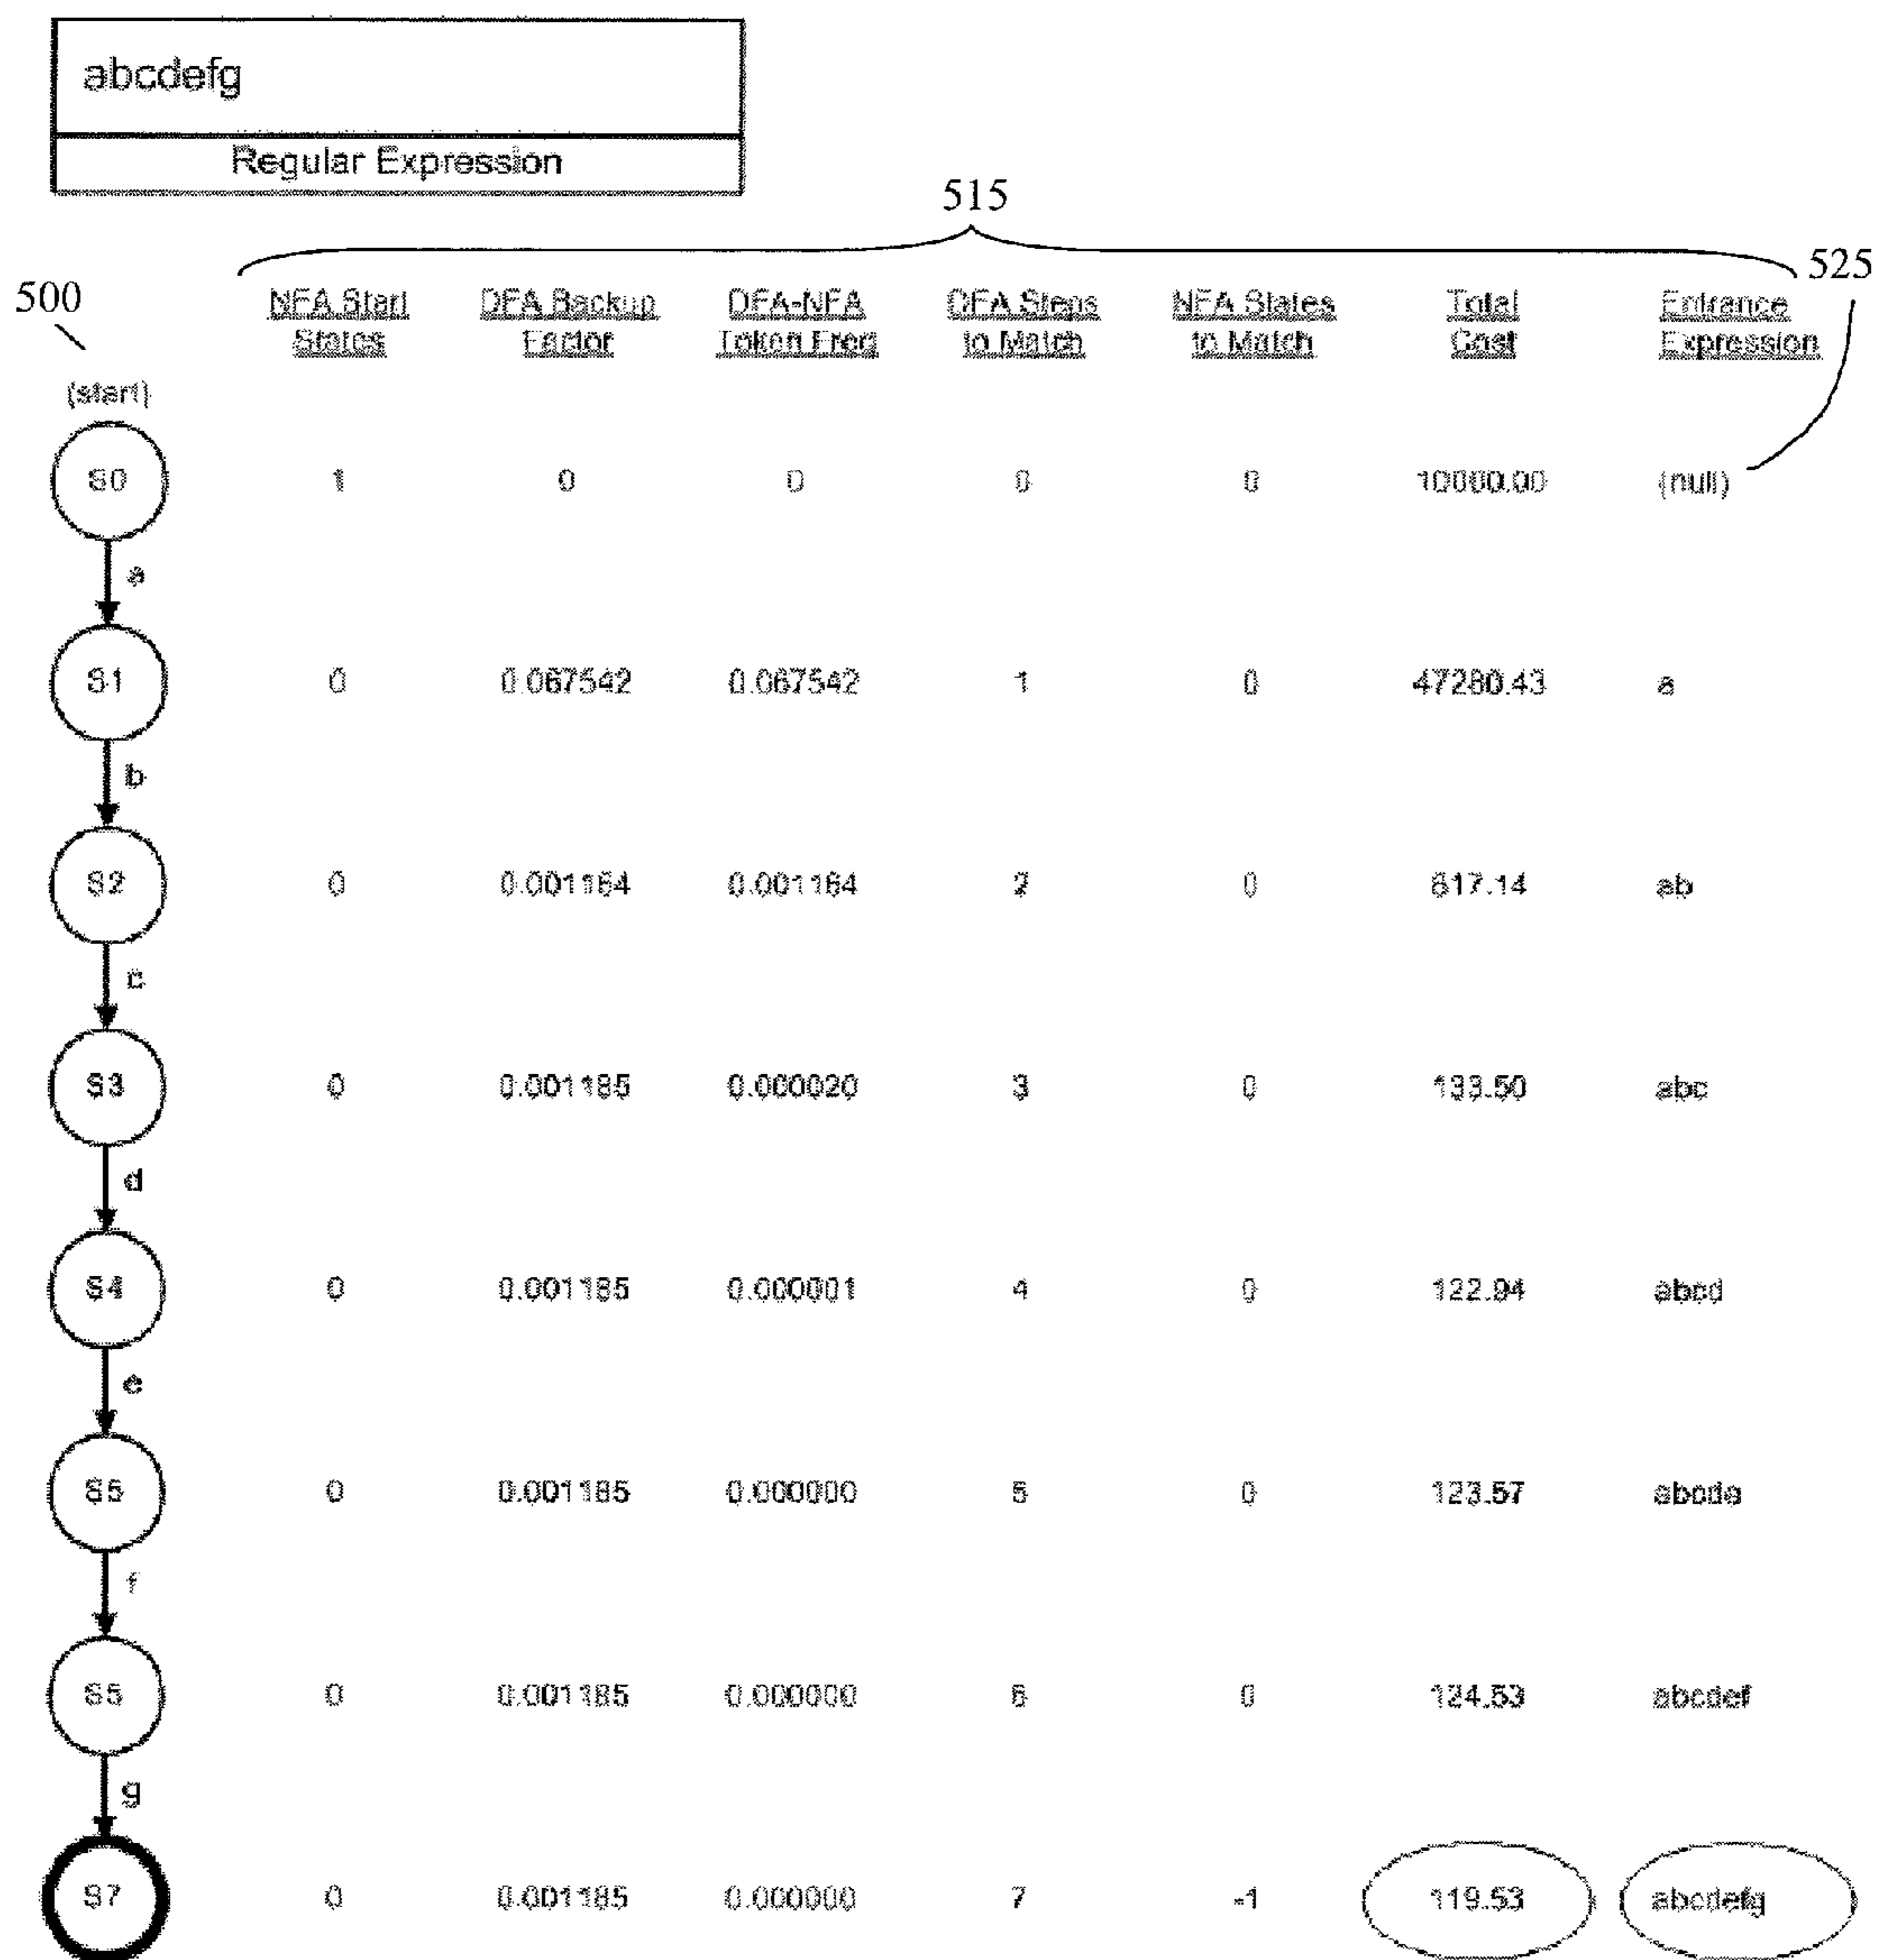 abcdefg
Regular Expression
515
525
500
NFA Start States
DFA Backup Factor
DFA-NFA Token Freq
DFA Steps to Match
NFA States to Match
Total Cost
Entrance Expression
(start)
S0 1 0 0 0 0 10000.00 (null)
a
S1 0 0.067542 0.067542 1 0 47280.43 a
b
S2 0 0.001164 0.001164 2 0 817.14 ab
c
S3 0 0.001185 0.000020 3 0 133.50 abc
d
S4 0 0.001185 0.000001 4 0 122.94 abcd
e
S5 0 0.001185 0.000000 5 0 123.57 abcde
f
S5 0 0.001185 0.000000 6 0 124.53 abcdef
g
S7 0 0.001185 0.000000 7 -1 119.53 abcdefg